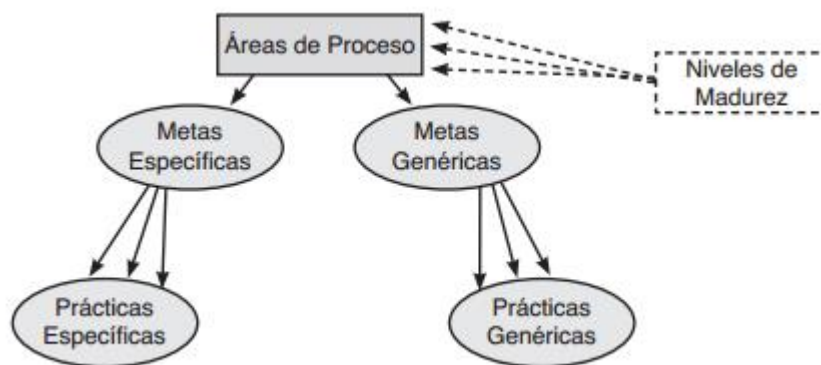 Áreas de Proceso
Niveles de
Madurez
Metas
Específicas
Metas
Genéricas
Prácticas
Específicas
Prácticas
Genéricas